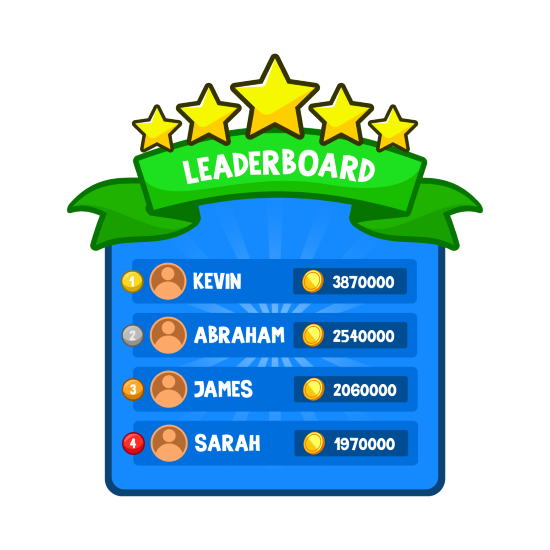 LEADERBOARD
1 KEVIN 3870000
2 ABRAHAM 2540000
3 JAMES 2060000
4 SARAH 1970000